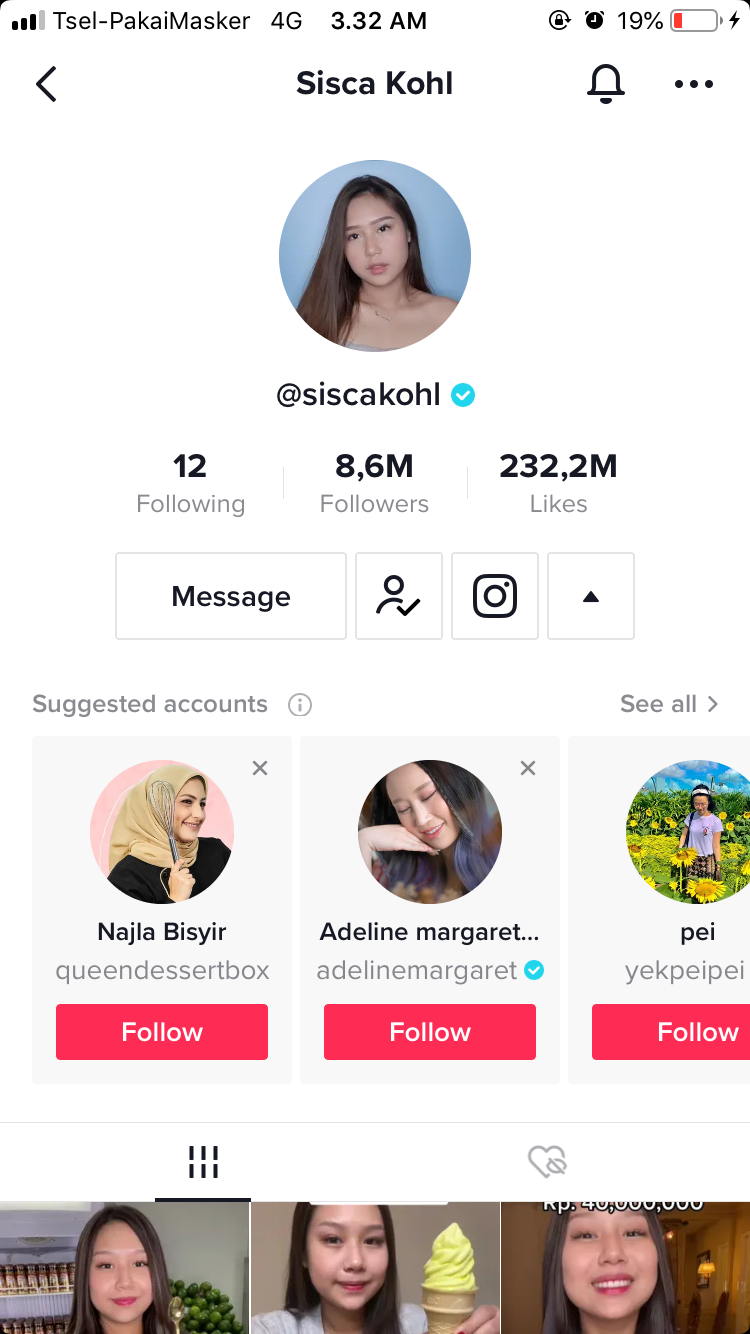 Tsel-PakaiMasker 4G 3.32 AM 19%
Sisca Kohl
@siscakohl
12 8,6M 232,2M
Following Followers Likes
Message
Suggested accounts See all
Najla Bisyir Adeline margaret... pei
queendessertbox adelinemargaret yekpeipei
Follow Follow Follow
Rp. 40,000,000